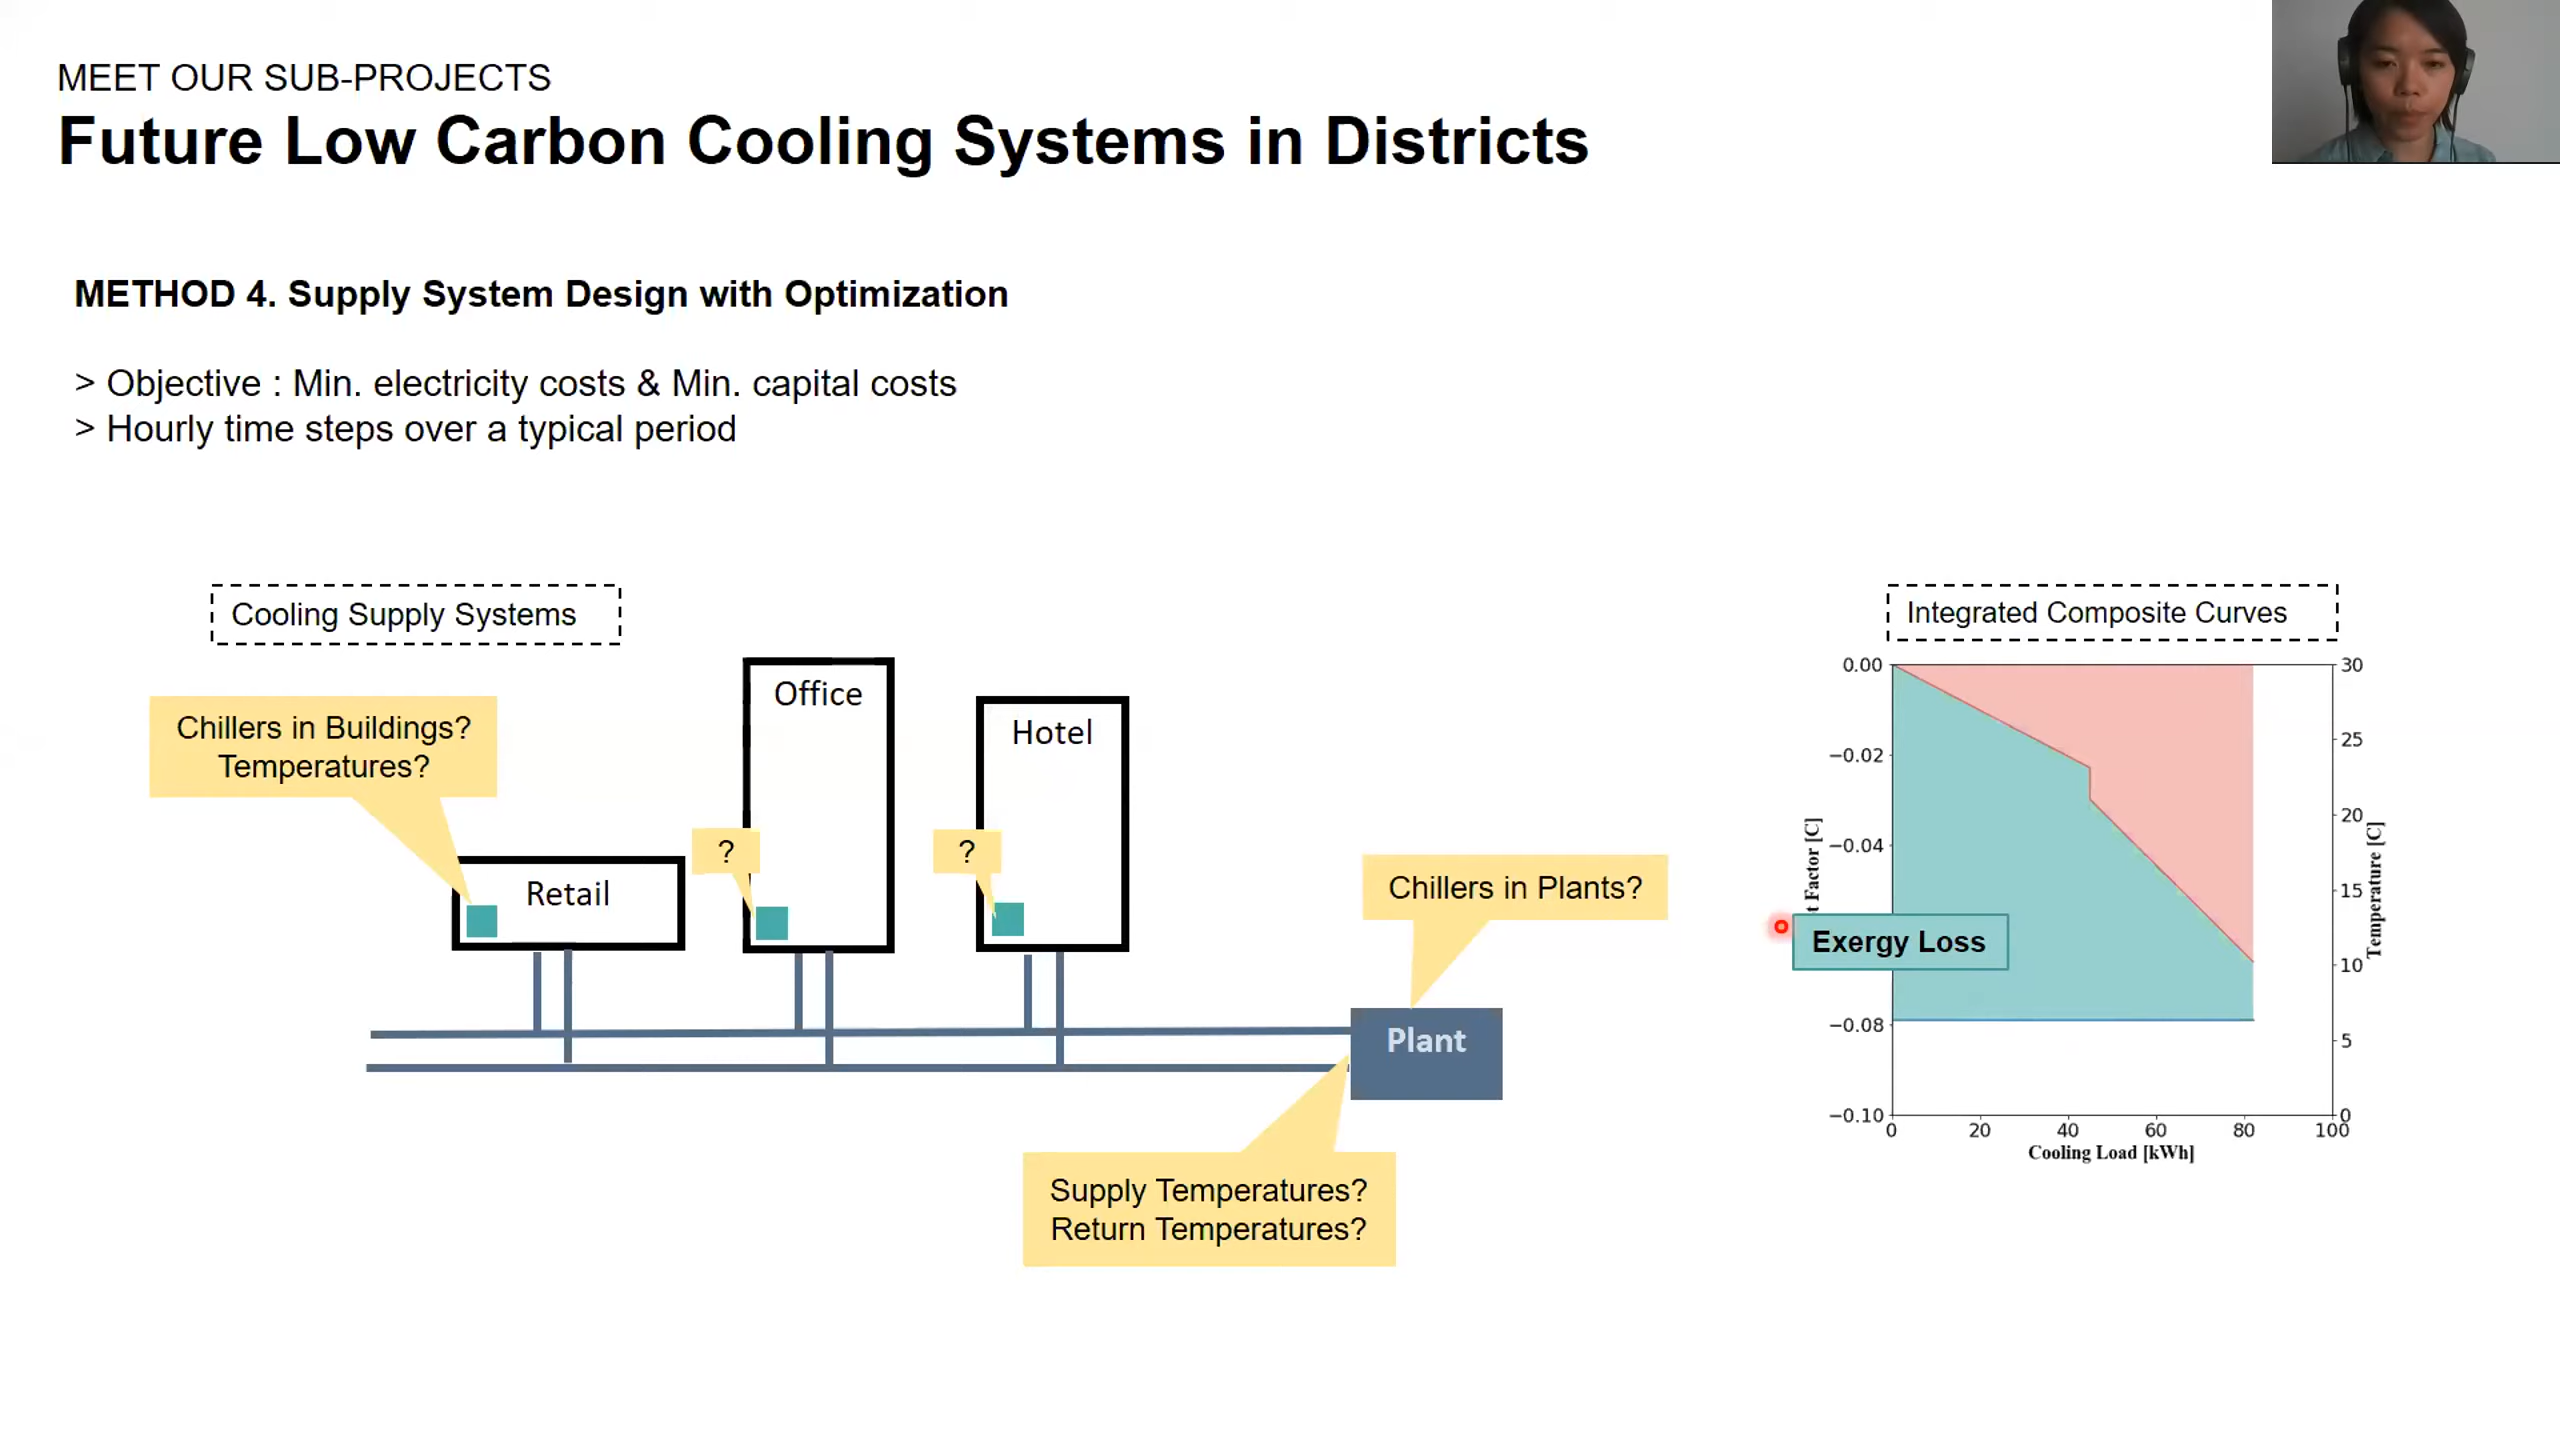 MEET OUR SUB-PROJECTS
Future Low Carbon Cooling Systems in Districts
METHOD 4. Supply System Design with Optimization
> Objective : Min. electricity costs & Min. capital costs
> Hourly time steps over a typical period
Cooling Supply Systems
Chillers in Buildings?
Temperatures?
Retail
?
Office
?
Hotel
Chillers in Plants?
Plant
Supply Temperatures?
Return Temperatures?
Integrated Composite Curves
0.00
−0.02
−0.04
−0.08
−0.10
Factor [C]
Exergy Loss
30
25
20
15
10
5
0
Temperature [C]
0 20 40 60 80 100
Cooling Load [kWh]